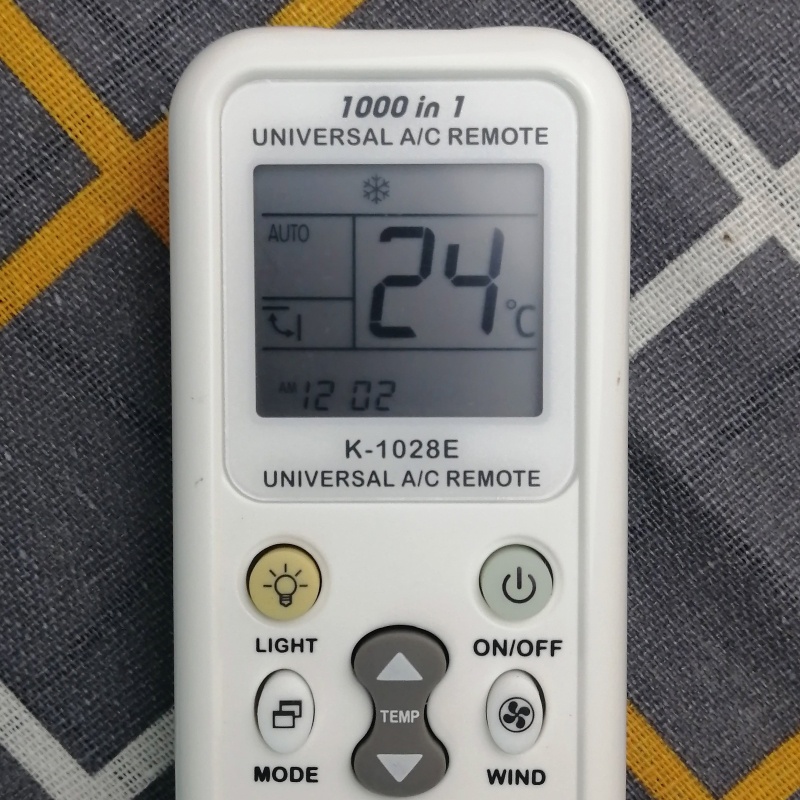 1000 in 1
UNIVERSAL A/C REMOTE
AUTO
24°C
AM 12 02
K-1028E
UNIVERSAL A/C REMOTE
LIGHT
ON/OFF
TEMP
MODE
WIND